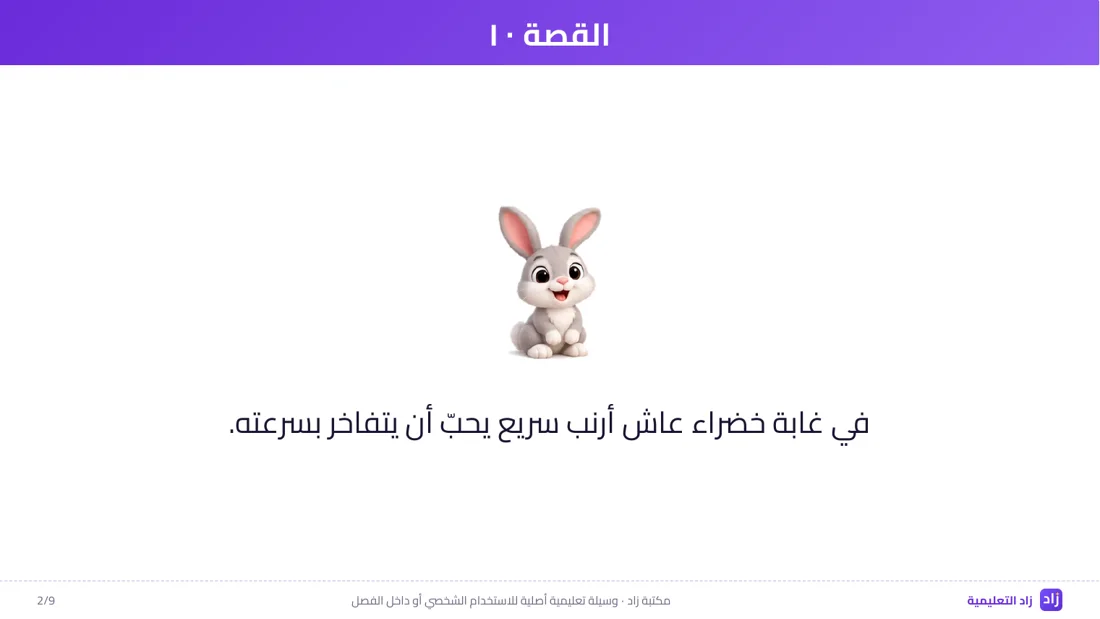 القصة · ١
في غابة خضراء عاش أرنب سريع يحبّ أن يتفاخر بسرعته.
زاد زاد التعليمية
مكتبة زاد · وسيلة تعليمية أصلية للاستخدام الشخصي أو داخل الفصل
2/9